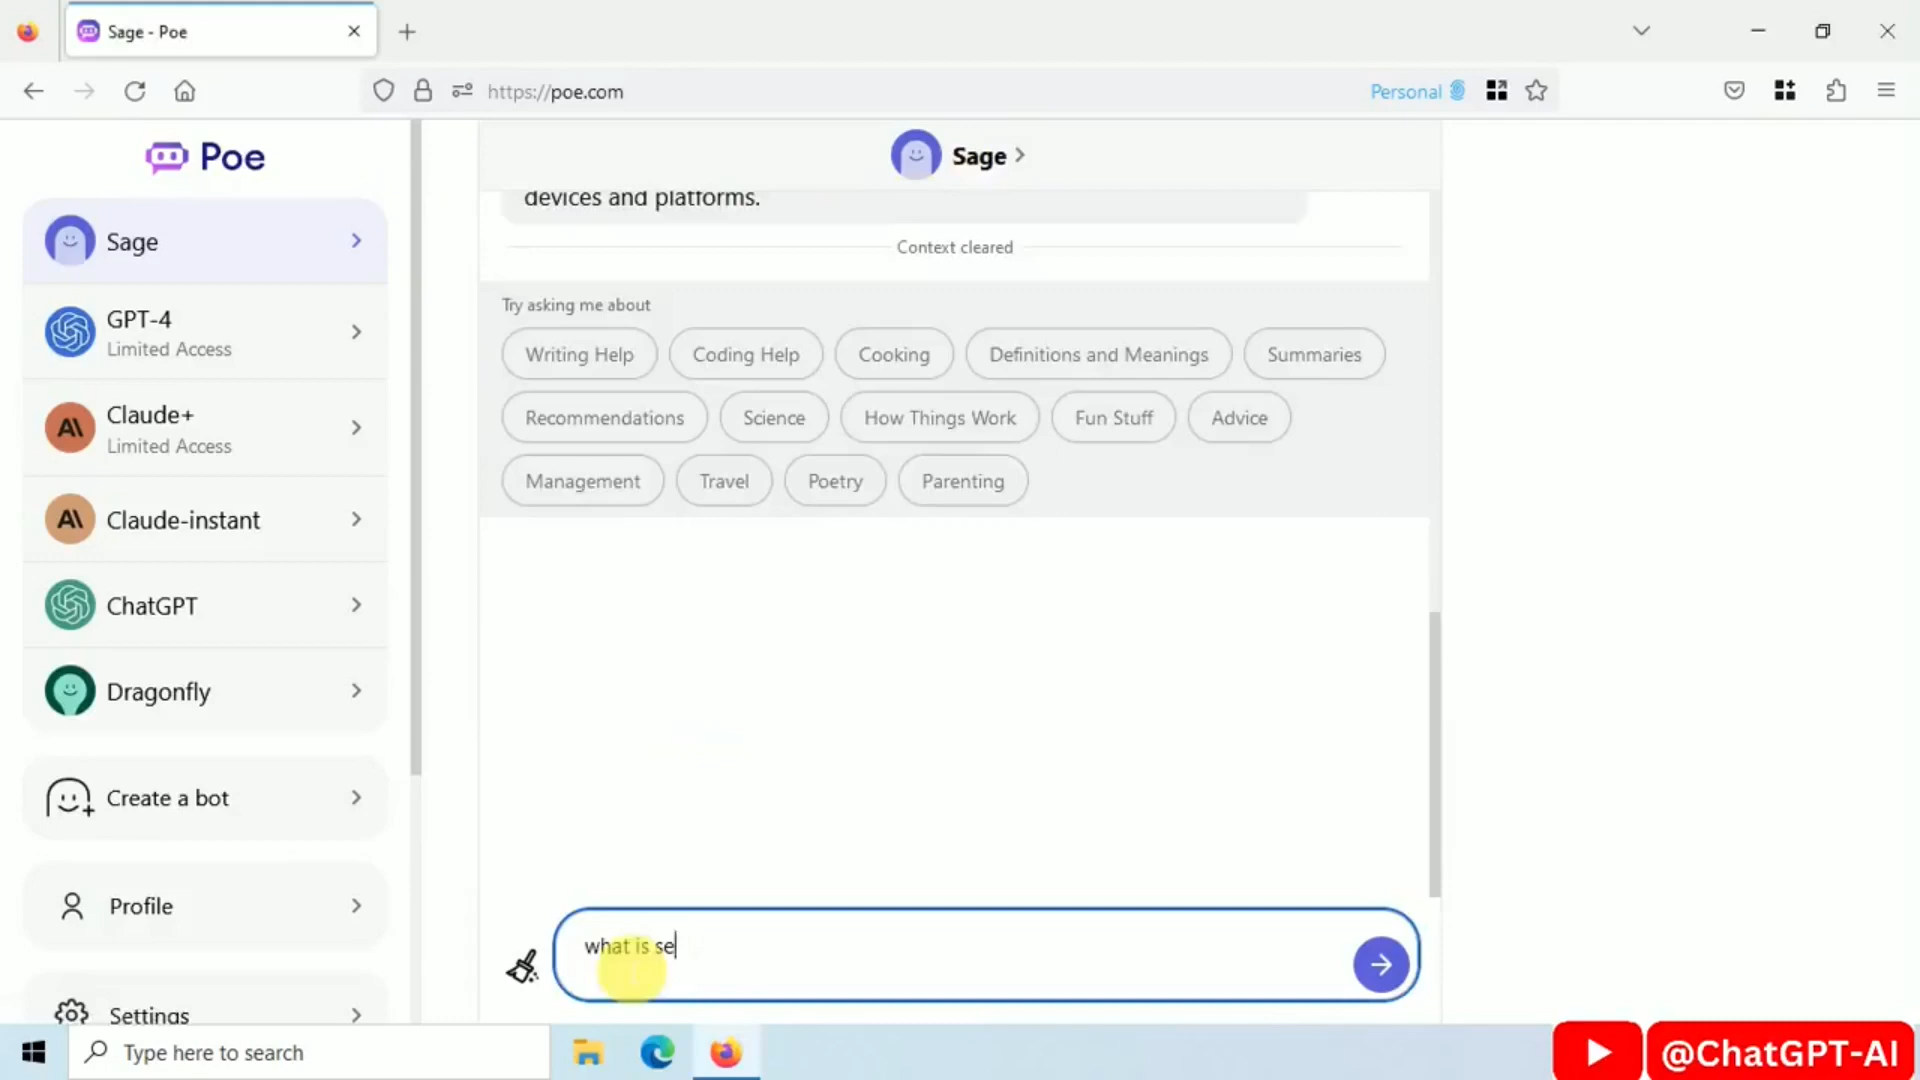 Sage - Poe
https://poe.com
Personal
Poe
Sage
GPT-4
Limited Access
Claude+
Limited Access
Claude-instant
ChatGPT
Dragonfly
Create a bot
Profile
Settings
Sage
devices and platforms.
Context cleared
Try asking me about
Writing Help Coding Help Cooking Definitions and Meanings Summaries
Recommendations Science How Things Work Fun Stuff Advice
Management Travel Poetry Parenting
what is se
Type here to search
@ChatGPT-AI